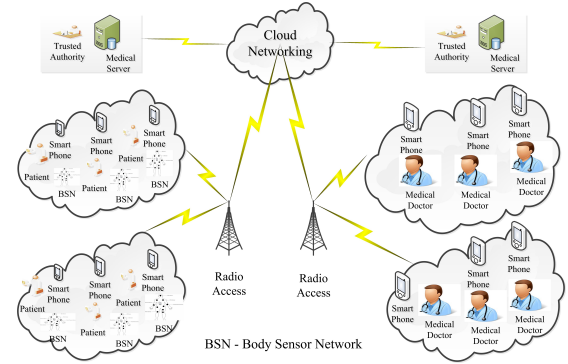 Cloud
Networking
Trusted
Authority
Medical
Server
Trusted
Authority
Medical
Server
Smart
Phone
Smart
Phone
Smart
Phone
Patient
Patient
Patient
BSN
BSN
BSN
Smart
Phone
Smart
Phone
Smart
Phone
Medical
Doctor
Medical
Doctor
Medical
Doctor
Smart
Phone
Smart
Phone
Smart
Phone
Patient
Patient
Patient
BSN
BSN
BSN
Radio
Access
Radio
Access
Smart
Phone
Smart
Phone
Smart
Phone
Medical
Doctor
Medical
Doctor
Medical
Doctor
BSN - Body Sensor Network